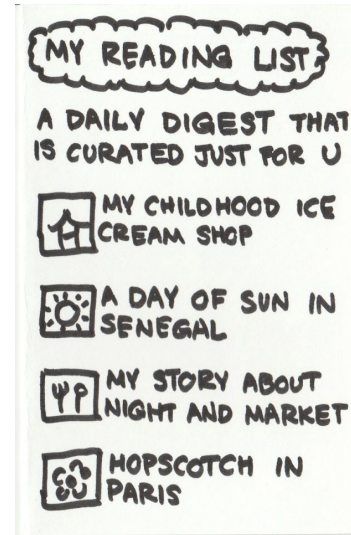 MY READING LIST
A DAILY DIGEST THAT
IS CURATED JUST FOR U
MY CHILDHOOD ICE
CREAM SHOP
A DAY OF SUN IN
SENEGAL
MY STORY ABOUT
NIGHT AND MARKET
HOPSCOTCH IN
PARIS